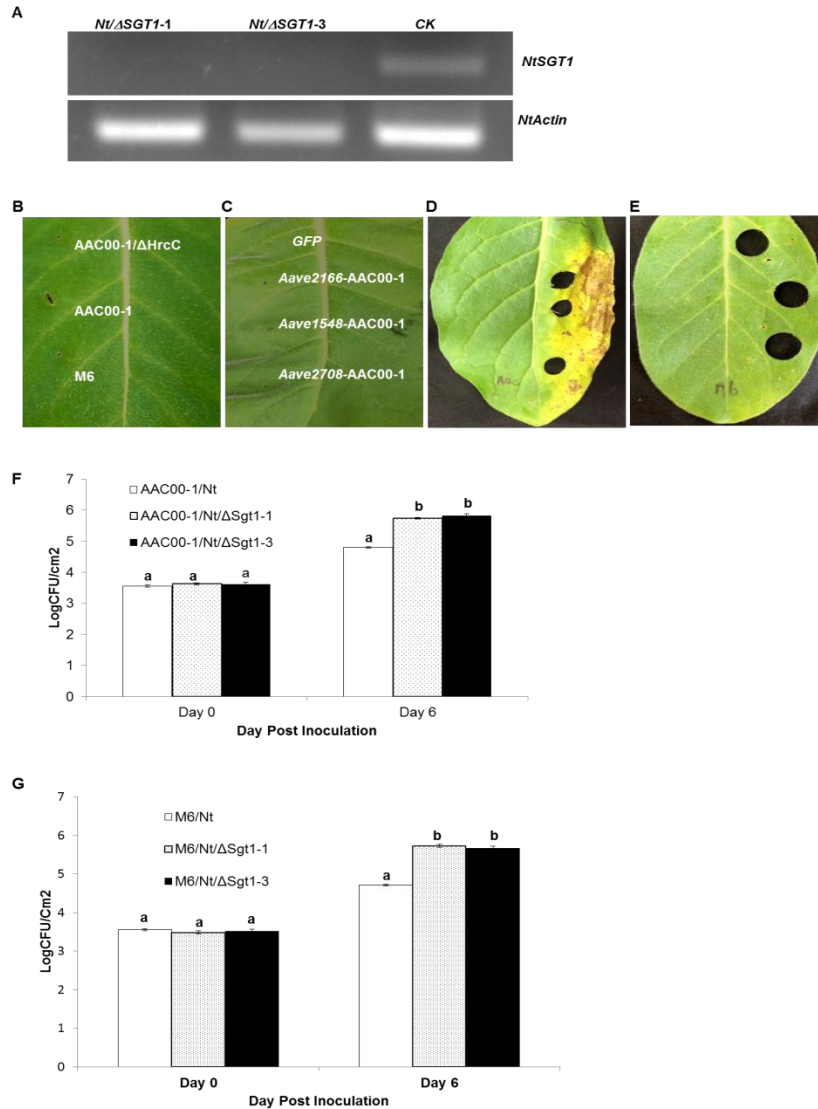 A
Nt/ΔSGT1-1 Nt/ΔSGT1-3 CK
NtSGT1
NtActin
B
AAC00-1/ΔHrcC
AAC00-1
M6
C
GFP
Aave2166-AAC00-1
Aave1548-AAC00-1
Aave2708-AAC00-1
D
E
M6
F
LogCFU/cm2
7
6
5
4
3
2
1
0
AAC00-1/Nt
AAC00-1/Nt/ΔSgt1-1
AAC00-1/Nt/ΔSgt1-3
a a a
a b b
Day 0 Day 6
Day Post Inoculation
G
LogCFU/Cm2
7
6
5
4
3
2
1
0
M6/Nt
M6/Nt/ΔSgt1-1
M6/Nt/ΔSgt1-3
a a a
a b b
Day 0 Day 6
Day Post Inoculation